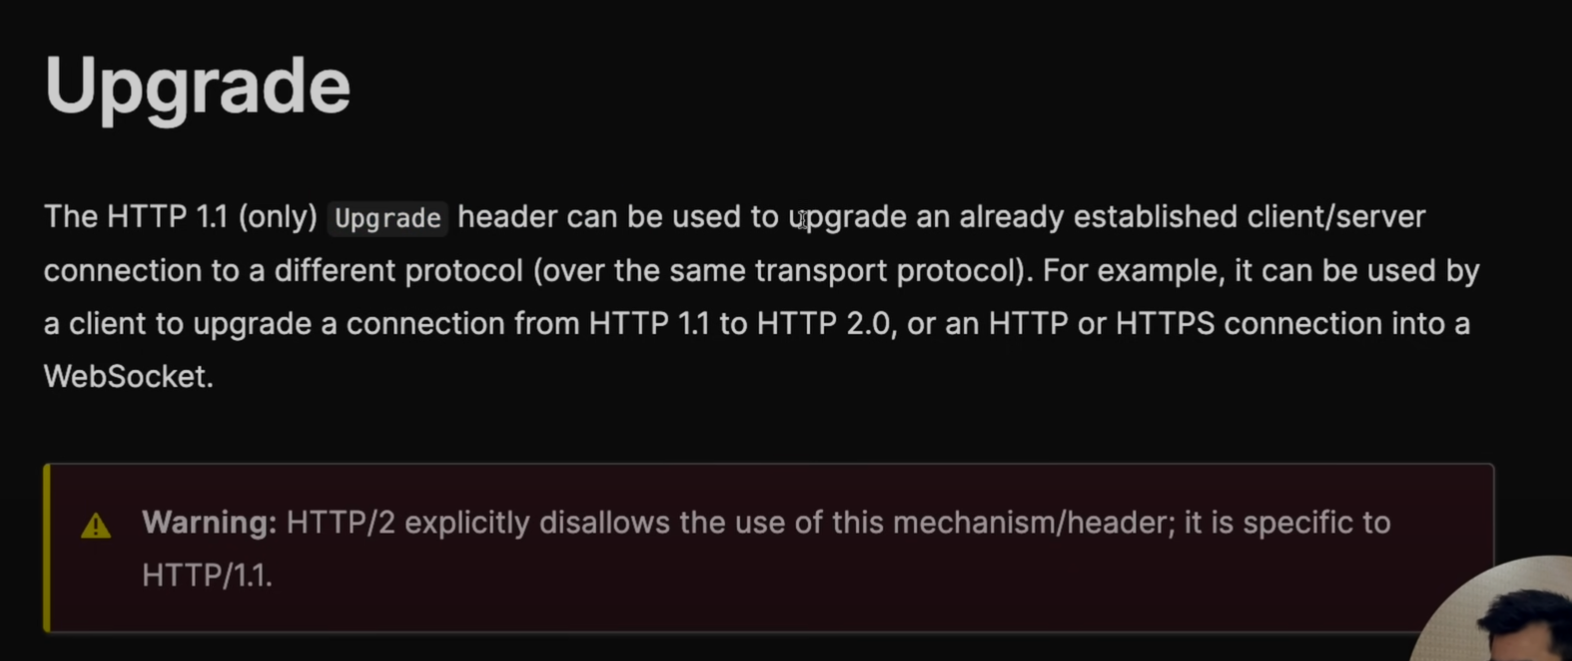 Upgrade
The HTTP 1.1 (only) Upgrade header can be used to upgrade an already established client/server
connection to a different protocol (over the same transport protocol). For example, it can be used by
a client to upgrade a connection from HTTP 1.1 to HTTP 2.0, or an HTTP or HTTPS connection into a
WebSocket.
Warning: HTTP/2 explicitly disallows the use of this mechanism/header; it is specific to
HTTP/1.1.